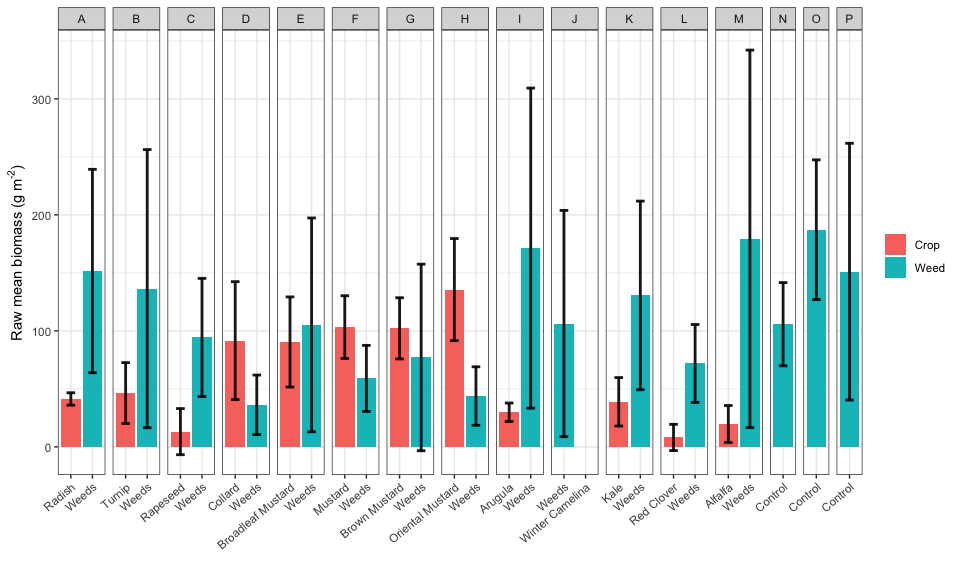 A B C D E F G H I J K L M N O P
Raw mean biomass (g m⁻²)
300
200
100
0
Crop
Weed
Radish Weeds Turnip Weeds Rapeseed Weeds Collard Weeds Broadleaf Mustard Weeds Mustard Weeds Brown Mustard Weeds Oriental Mustard Weeds Arugula Weeds Weeds Winter Camelina Kale Weeds Red Clover Weeds Alfalfa Weeds Control Control Control